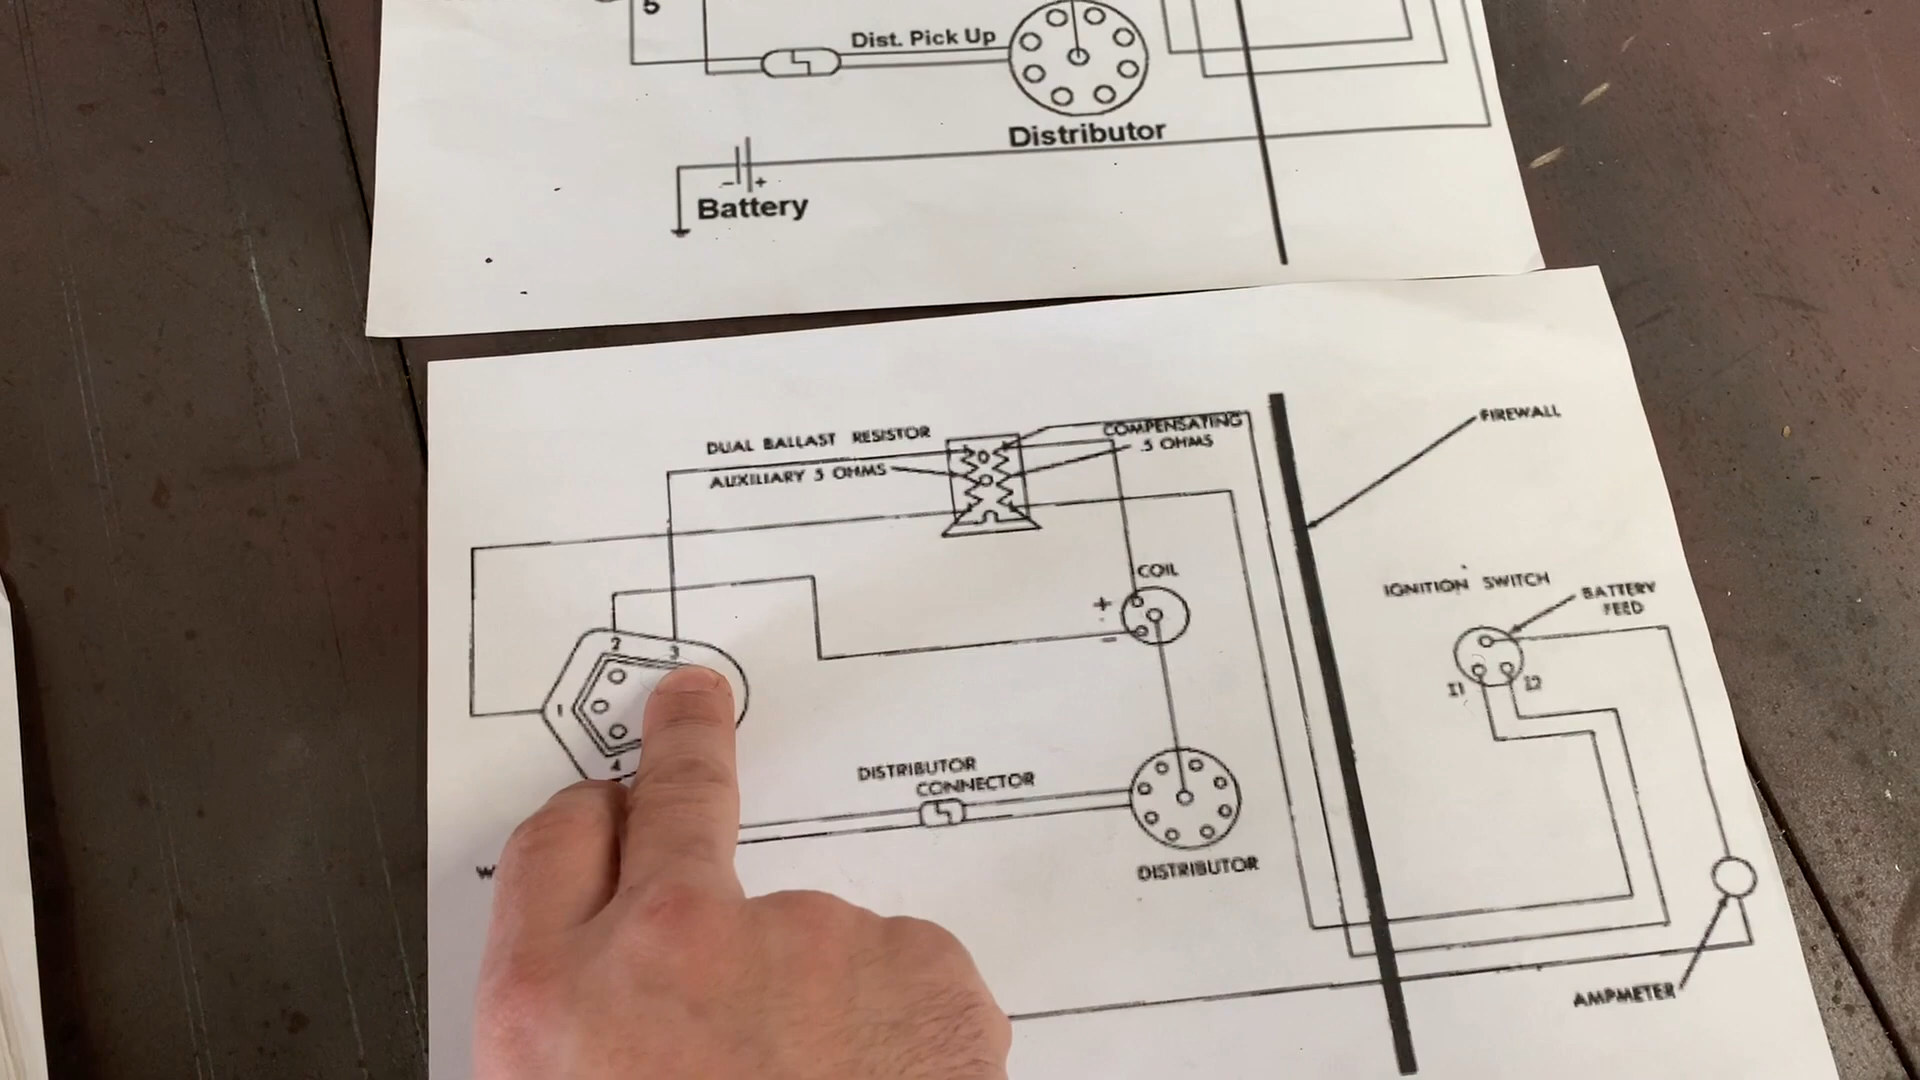 5
Dist. Pick Up
Distributor
- +
Battery
DUAL BALLAST RESISTOR
COMPENSATING
.5 OHMS
AUXILIARY 5 OHMS
FIREWALL
COIL
+
-
IGNITION SWITCH
BATTERY
FEED
I1 I2
2 3
1
4
DISTRIBUTOR
CONNECTOR
DISTRIBUTOR
AMPMETER